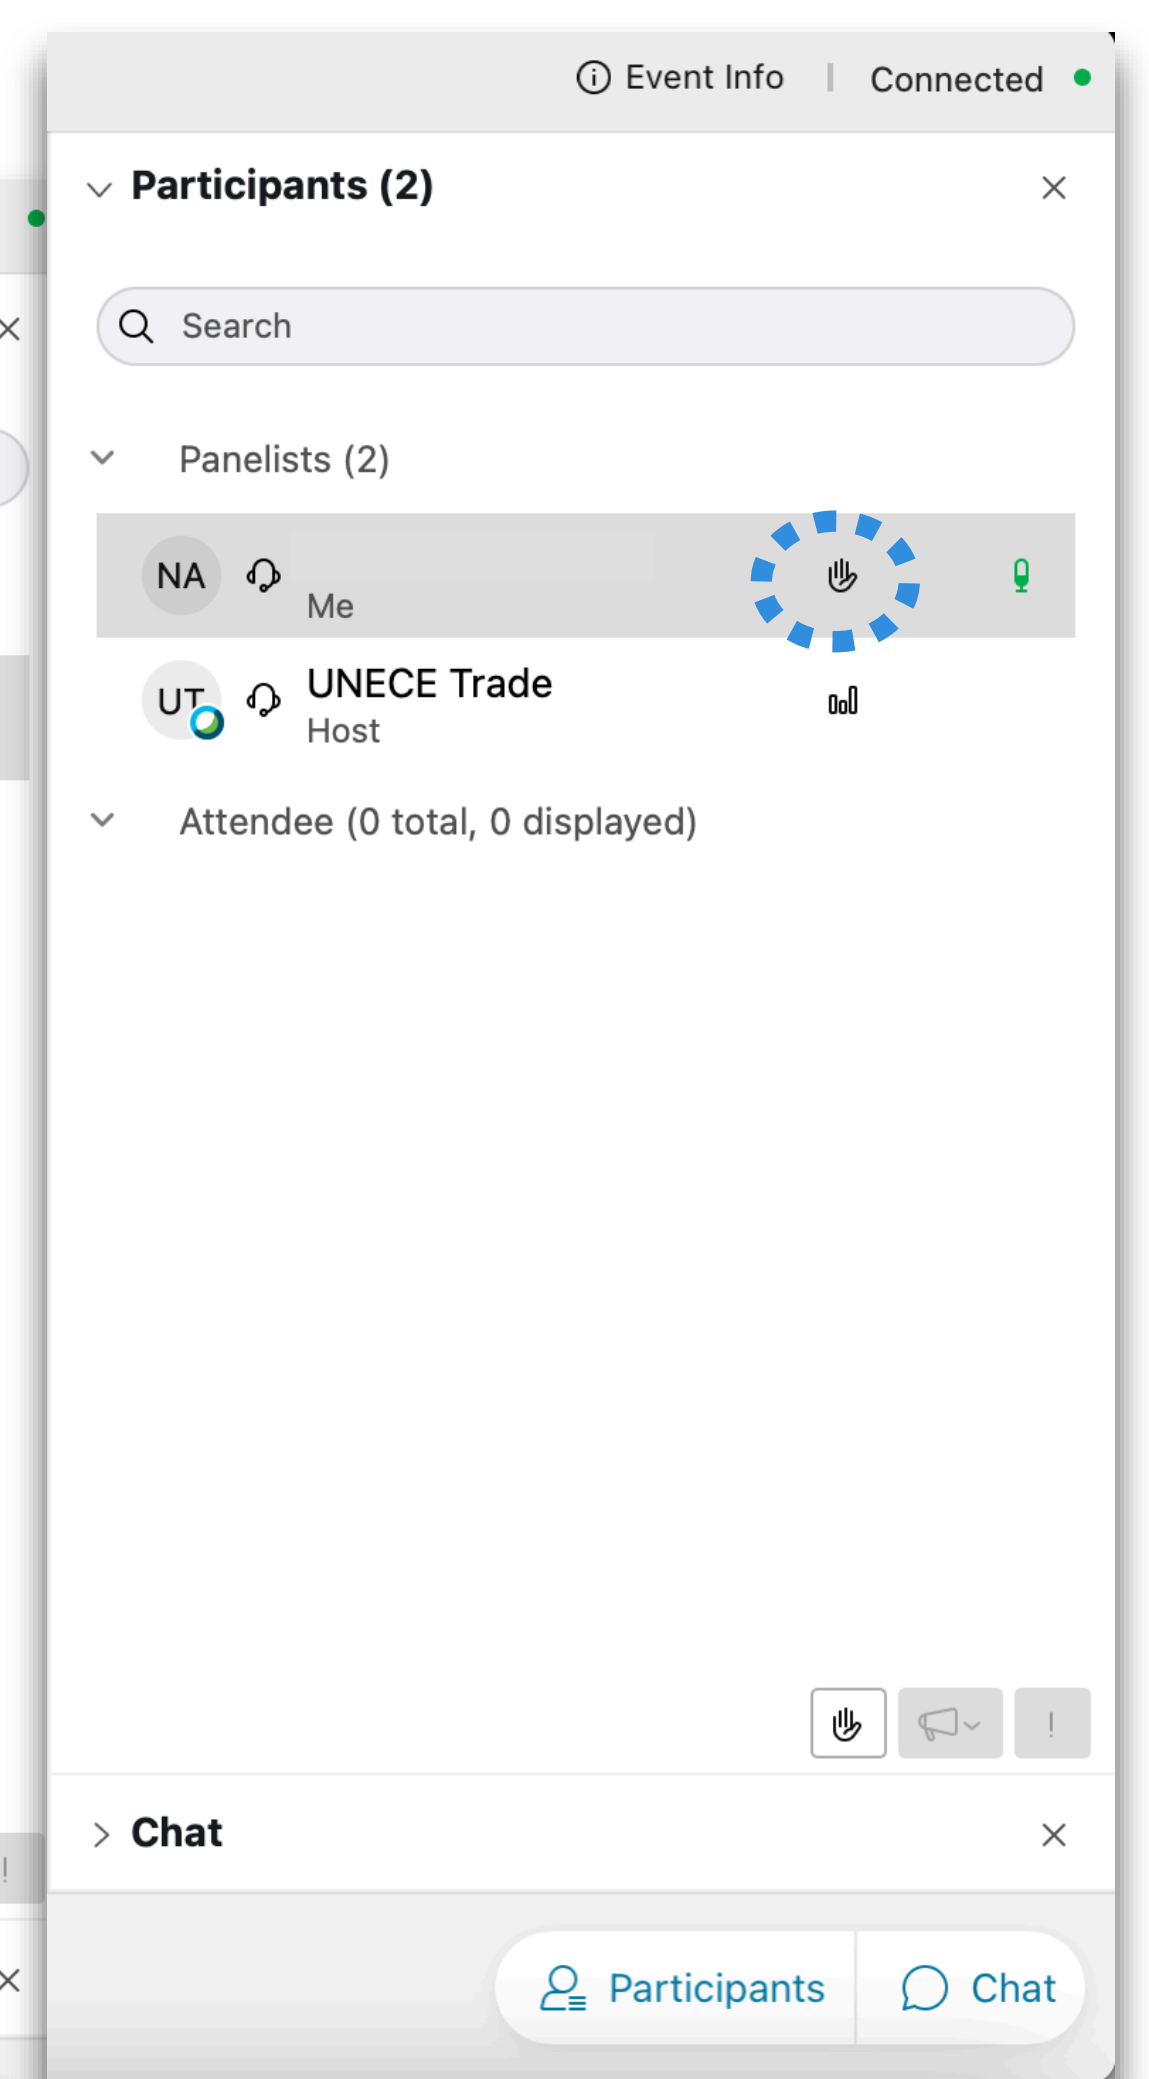 Event Info | Connected
Participants (2)
Search
Panelists (2)
NA
Me
UT
UNECE Trade
Host
Attendee (0 total, 0 displayed)
!
Chat
!
Participants
Chat